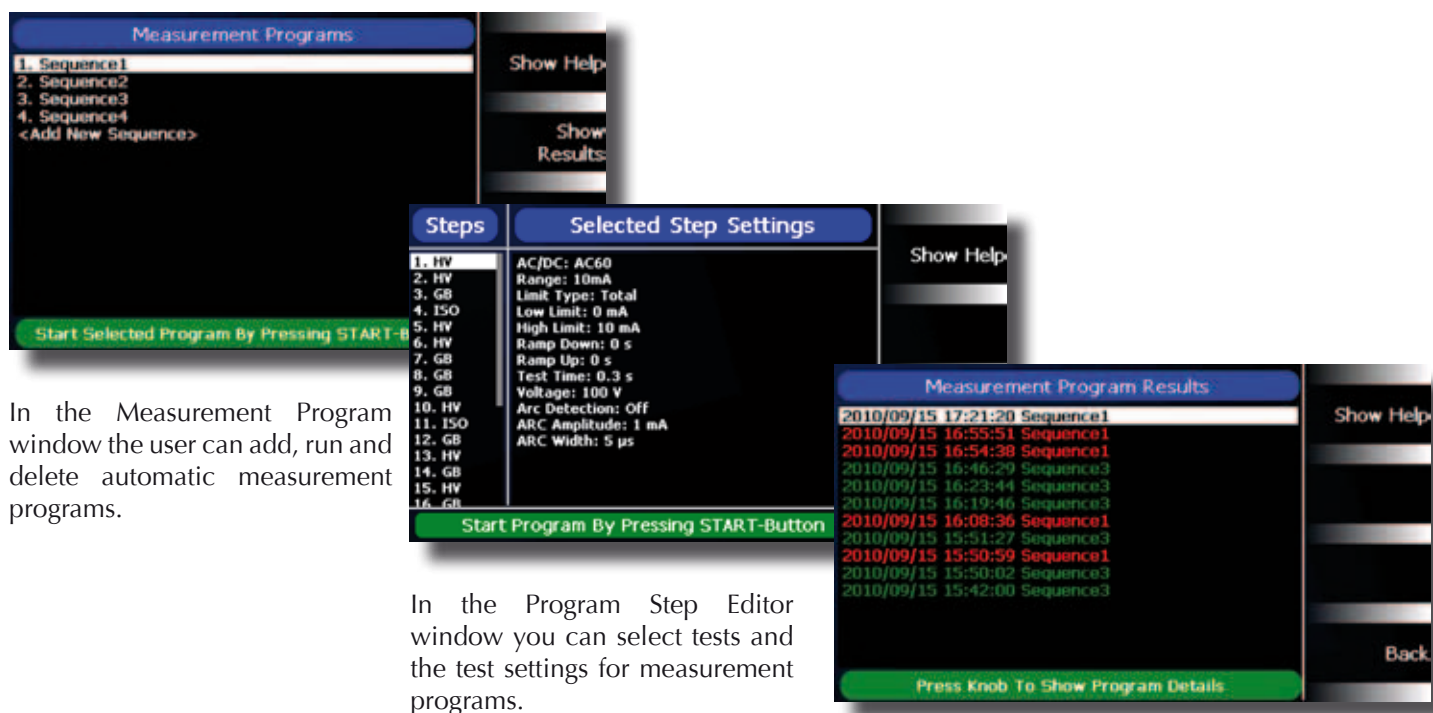 Measurement Programs
1. Sequence1
2. Sequence2
3. Sequence3
4. Sequence4
<Add New Sequence>
Show Help
Show
Results
Start Selected Program By Pressing START-B
In the Measurement Program
window the user can add, run and
delete automatic measurement
programs.
Steps
1. HV
2. HV
3. GB
4. ISO
5. HV
6. HV
7. GB
8. GB
9. GB
10. HV
11. ISO
12. GB
13. HV
14. GB
15. HV
16. GB
Selected Step Settings
AC/DC: AC60
Range: 10mA
Limit Type: Total
Low Limit: 0 mA
High Limit: 10 mA
Ramp Down: 0 s
Ramp Up: 0 s
Test Time: 0.3 s
Voltage: 100 V
Arc Detection: Off
ARC Amplitude: 1 mA
ARC Width: 5 µs
Show Help
Start Program By Pressing START-Button
In the Program Step Editor
window you can select tests and
the test settings for measurement
programs.
Measurement Program Results
2010/09/15 17:21:20 Sequence1
2010/09/15 16:55:51 Sequence1
2010/09/15 16:54:38 Sequence1
2010/09/15 16:46:29 Sequence3
2010/09/15 16:23:44 Sequence3
2010/09/15 16:19:46 Sequence3
2010/09/15 16:08:36 Sequence1
2010/09/15 15:51:27 Sequence3
2010/09/15 15:50:59 Sequence1
2010/09/15 15:50:02 Sequence3
2010/09/15 15:42:00 Sequence3
Show Help
Back
Press Knob To Show Program Details